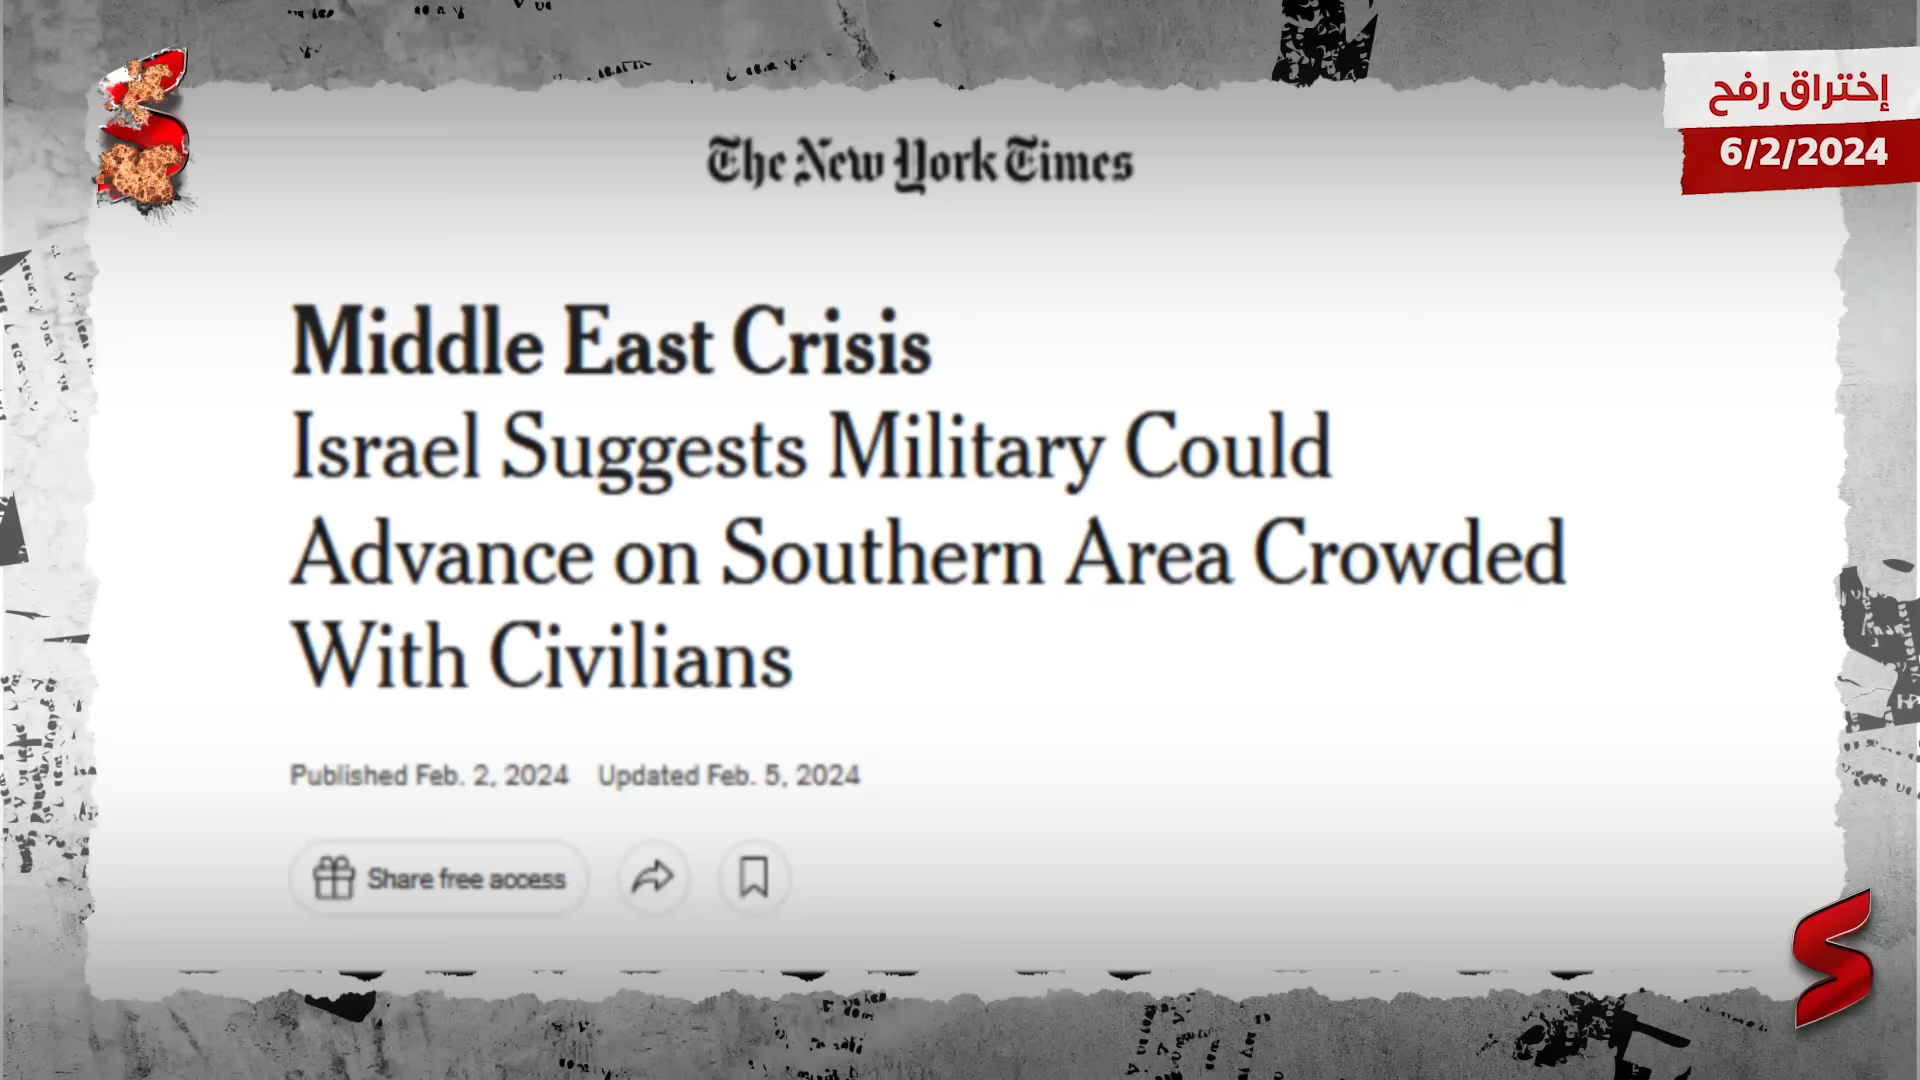 إختراق رفح
6/2/2024
The New York Times
Middle East Crisis
Israel Suggests Military Could
Advance on Southern Area Crowded
With Civilians
Published Feb. 2, 2024 Updated Feb. 5, 2024
Share free access